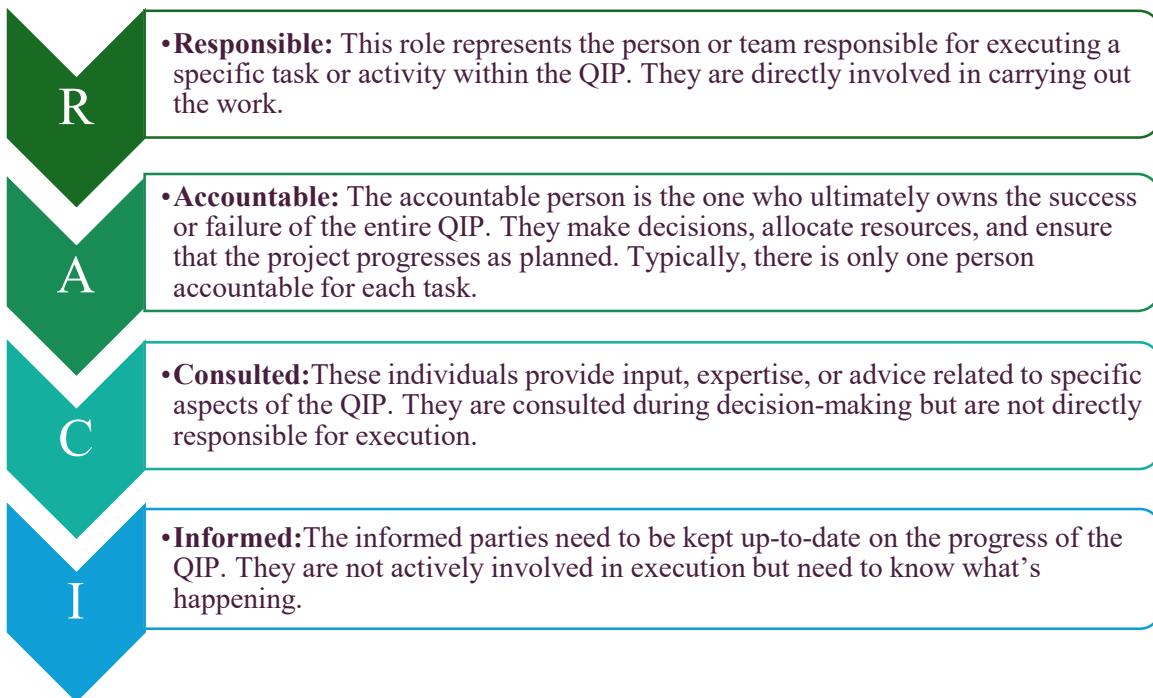 R
•Responsible: This role represents the person or team responsible for executing a
specific task or activity within the QIP. They are directly involved in carrying out
the work.
A
•Accountable: The accountable person is the one who ultimately owns the success
or failure of the entire QIP. They make decisions, allocate resources, and ensure
that the project progresses as planned. Typically, there is only one person
accountable for each task.
C
•Consulted:These individuals provide input, expertise, or advice related to specific
aspects of the QIP. They are consulted during decision-making but are not directly
responsible for execution.
I
•Informed:The informed parties need to be kept up-to-date on the progress of the
QIP. They are not actively involved in execution but need to know what’s
happening.